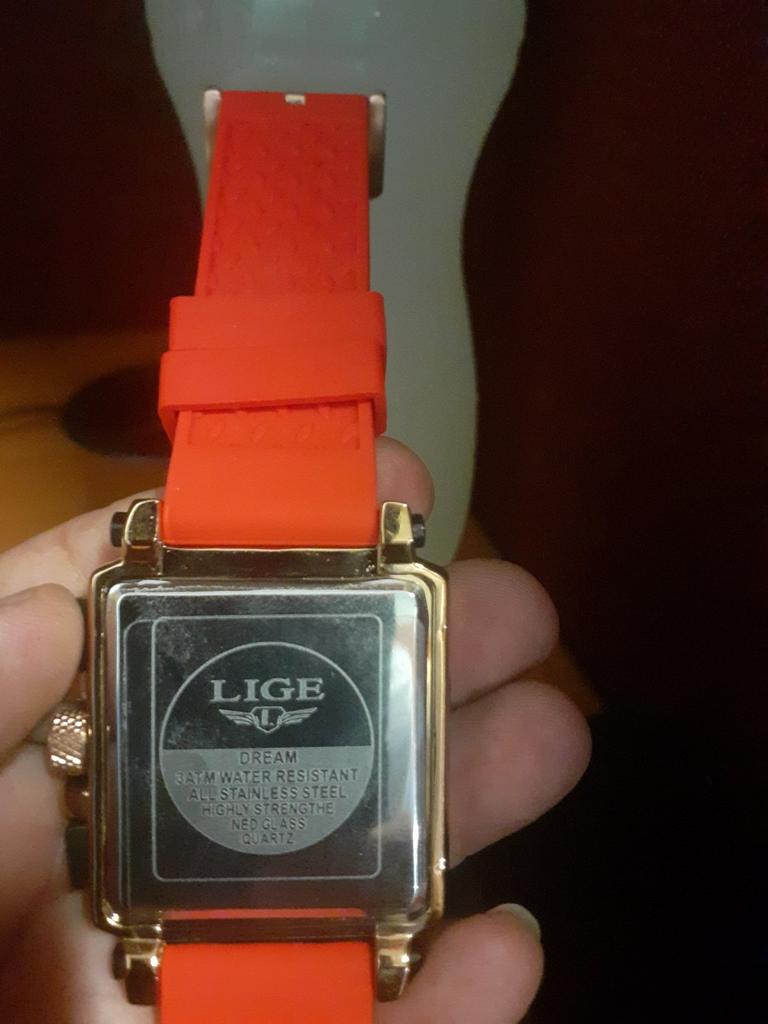 LIGE
L
DREAM
3ATM WATER RESISTANT
ALL STAINLESS STEEL
HIGHLY STRENGTHE
NED GLASS
QUARTZ